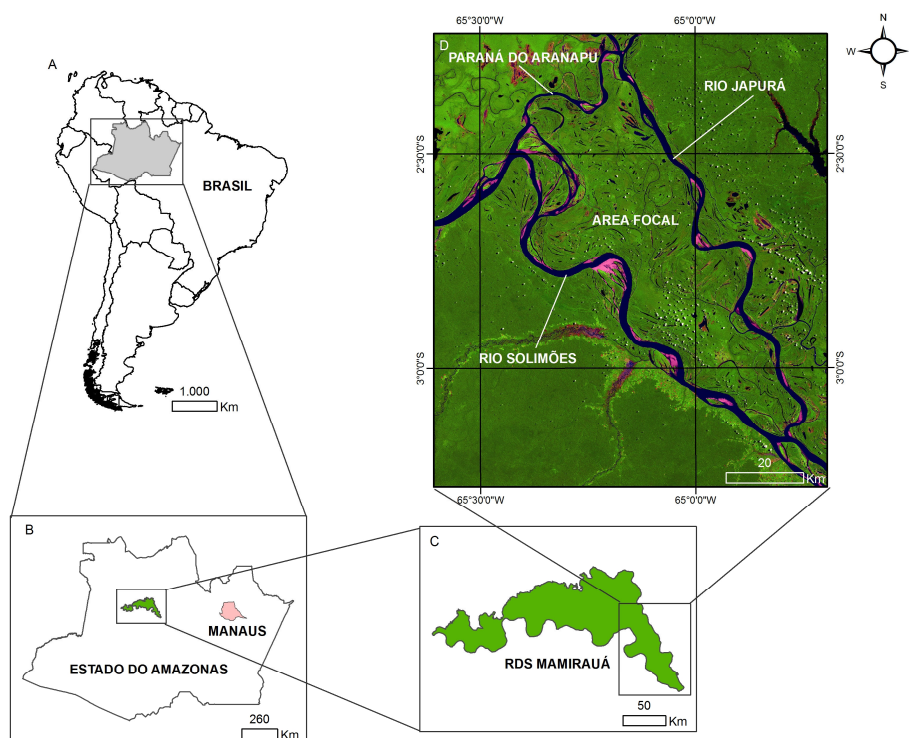 A
BRASIL
1.000
Km
65°30'0"W
65°0'0"W
N
W
S
D
PARANÁ DO ARANAPU
RIO JAPURÁ
2°30'0"S
2°30'0"S
AREA FOCAL
RIO SOLIMÕES
3°0'0"S
3°0'0"S
20
Km
65°30'0"W
65°0'0"W
B
MANAUS
ESTADO DO AMAZONAS
260
Km
C
RDS MAMIRAUÁ
50
Km